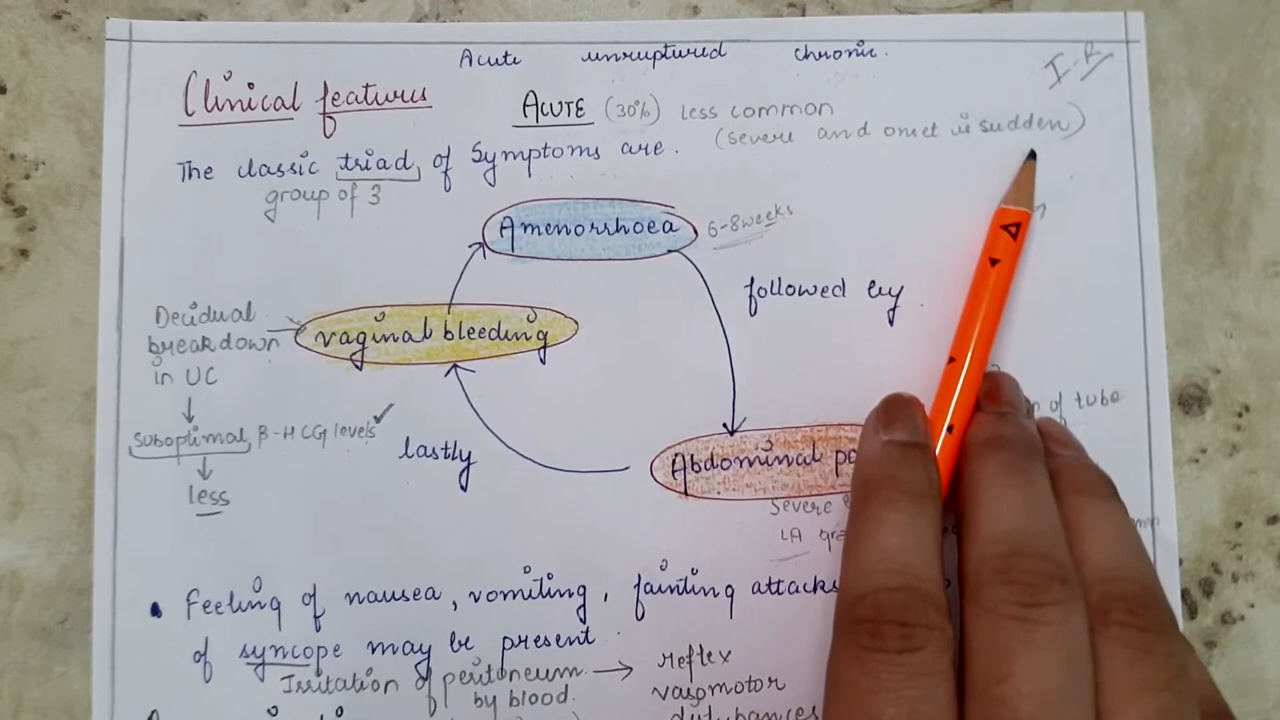 Acute unruptured chronic.
I-R
Clinical features
ACUTE (30%) less common
(severe and onset is sudden)
The classic triad, of symptoms are.
group of 3
Amenorrhoea
6-8 weeks
followed by
Decidual
breakdown
in UC
vaginal bleeding
suboptimal, β-HCG levels ✓
less
lastly
of tube
Abdominal
Severe
LA
• Feeling of nausea, vomiting, fainting attacks
of syncope may be present.
Irritation of peritoneum → reflex
by blood.
vasomotor
disturbances